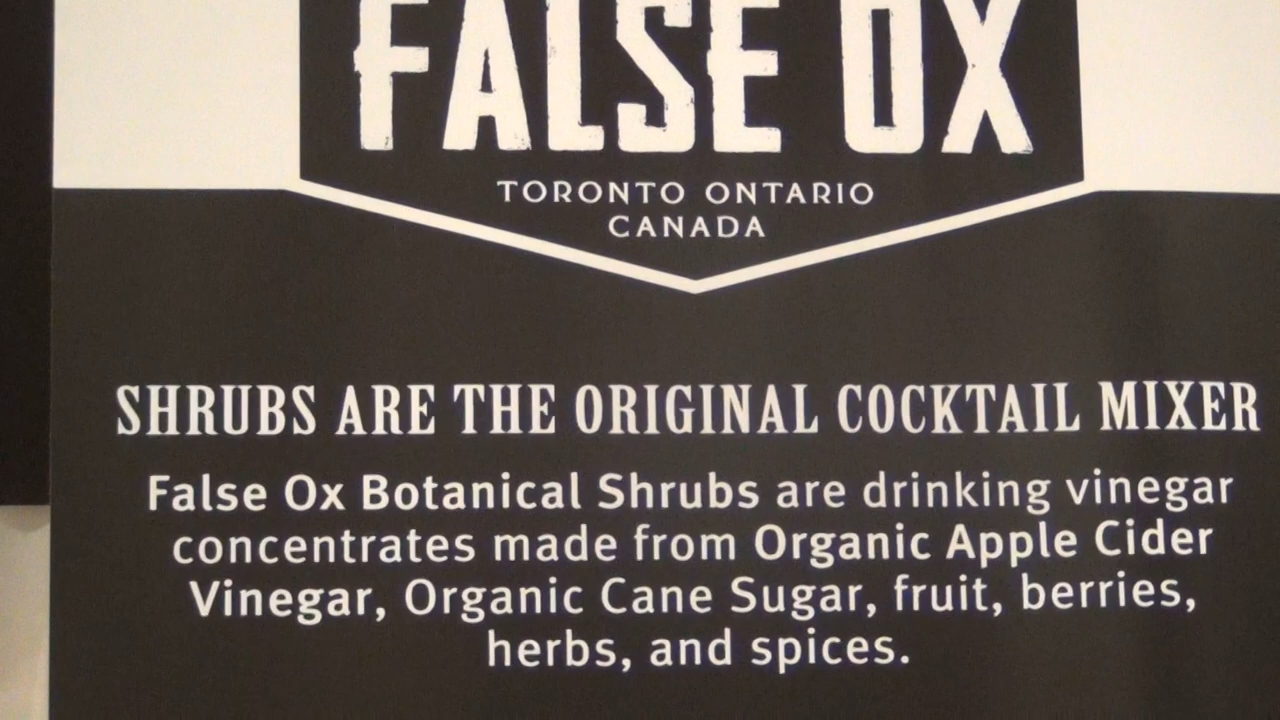 FALSE OX
TORONTO ONTARIO
CANADA
SHRUBS ARE THE ORIGINAL COCKTAIL MIXER
False Ox Botanical Shrubs are drinking vinegar
concentrates made from Organic Apple Cider
Vinegar, Organic Cane Sugar, fruit, berries,
herbs, and spices.